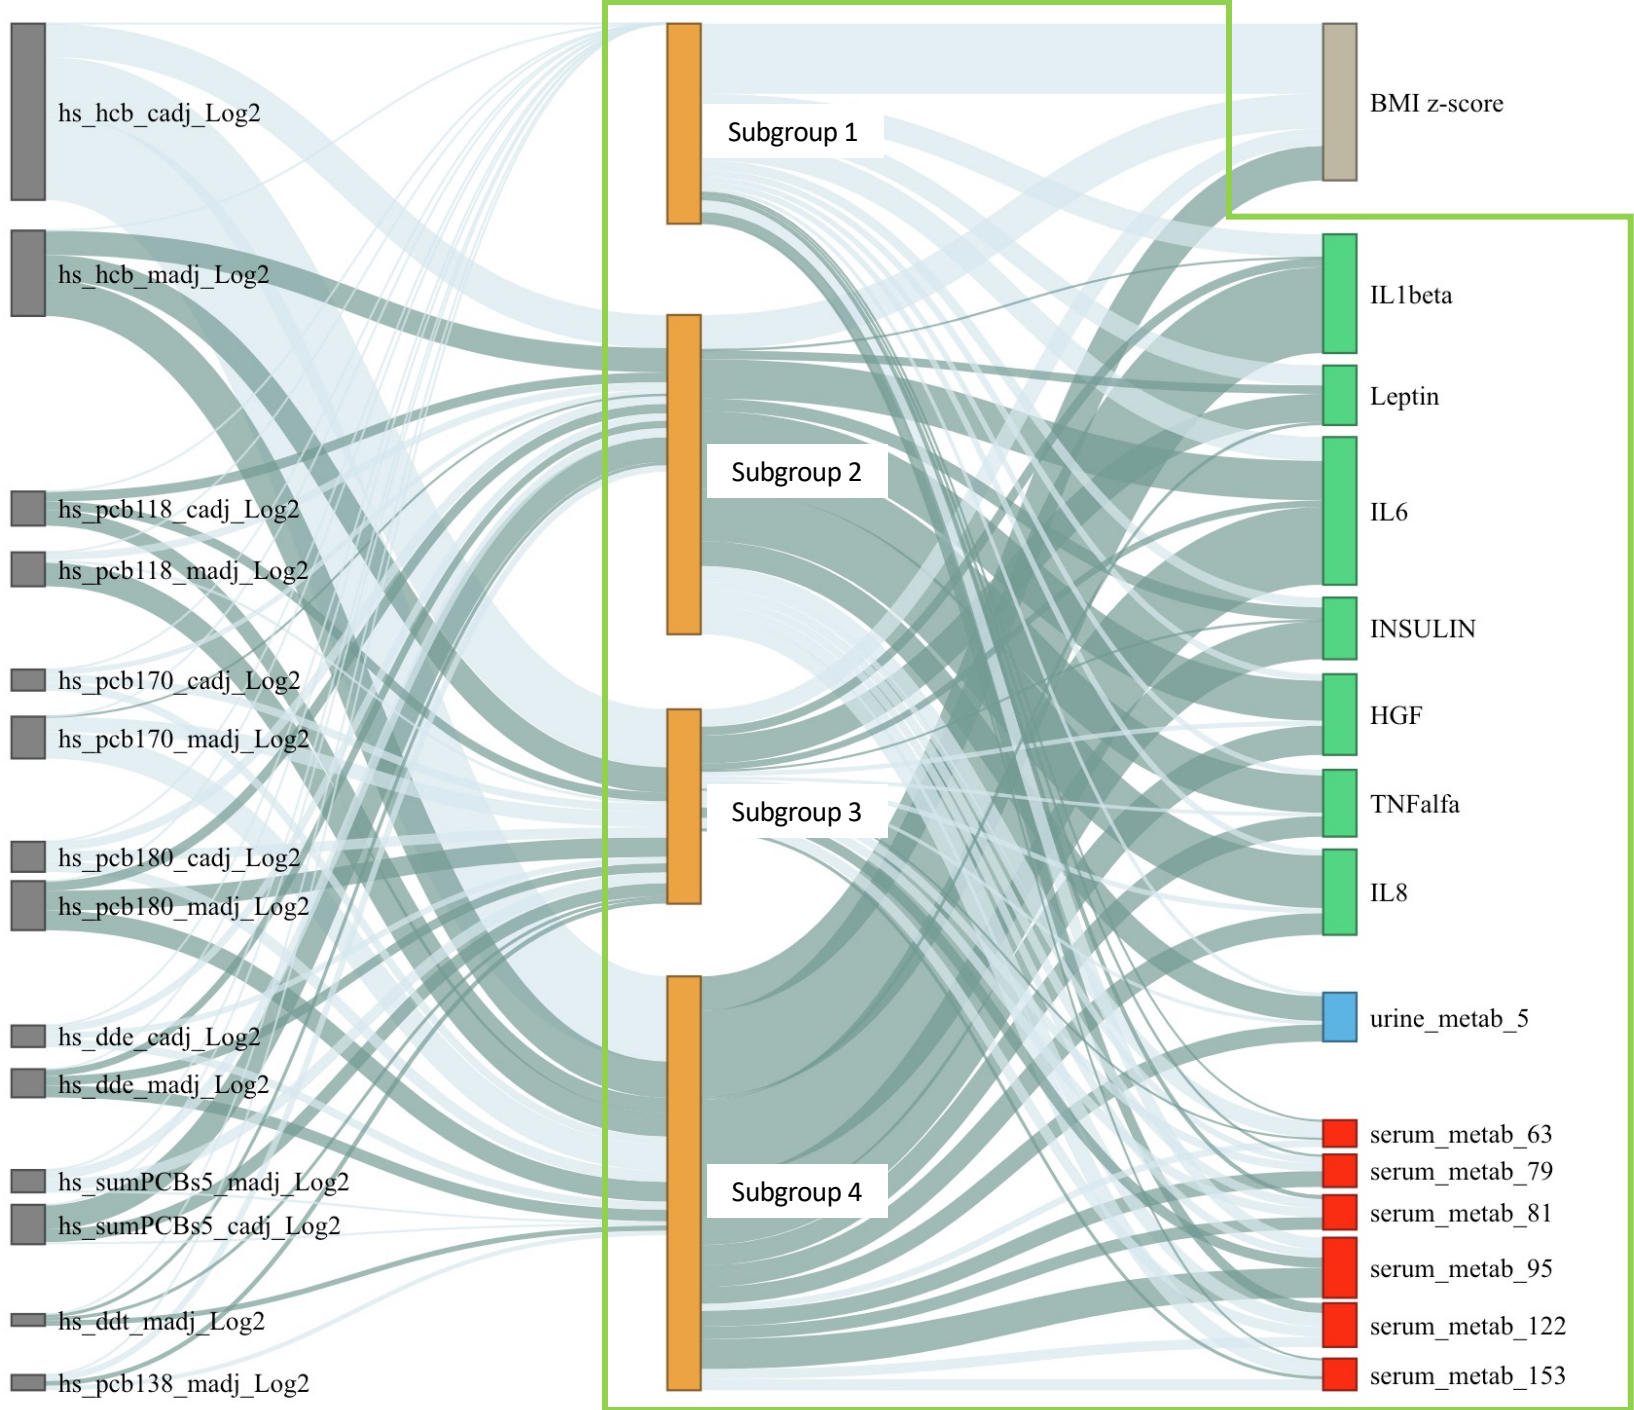 hs_hcb_cadj_Log2
hs_hcb_madj_Log2
hs_pcb118_cadj_Log2
hs_pcb118_madj_Log2
hs_pcb170_cadj_Log2
hs_pcb170_madj_Log2
hs_pcb180_cadj_Log2
hs_pcb180_madj_Log2
hs_dde_cadj_Log2
hs_dde_madj_Log2
hs_sumPCBs5_madj_Log2
hs_sumPCBs5_cadj_Log2
hs_ddt_madj_Log2
hs_pcb138_madj_Log2
Subgroup 1
Subgroup 2
Subgroup 3
Subgroup 4
BMI z-score
IL1beta
Leptin
IL6
INSULIN
HGF
TNFalfa
IL8
urine_metab_5
serum_metab_63
serum_metab_79
serum_metab_81
serum_metab_95
serum_metab_122
serum_metab_153